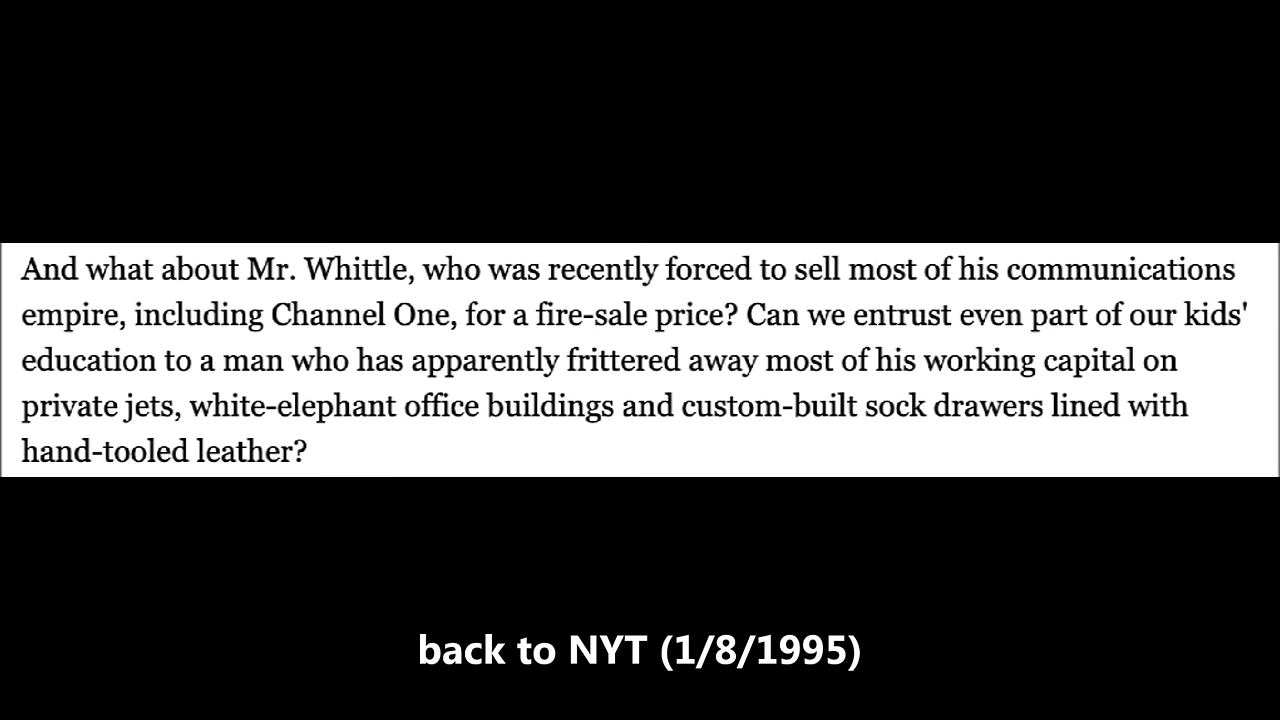 And what about Mr. Whittle, who was recently forced to sell most of his communications
empire, including Channel One, for a fire-sale price? Can we entrust even part of our kids'
education to a man who has apparently frittered away most of his working capital on
private jets, white-elephant office buildings and custom-built sock drawers lined with
hand-tooled leather?
back to NYT (1/8/1995)